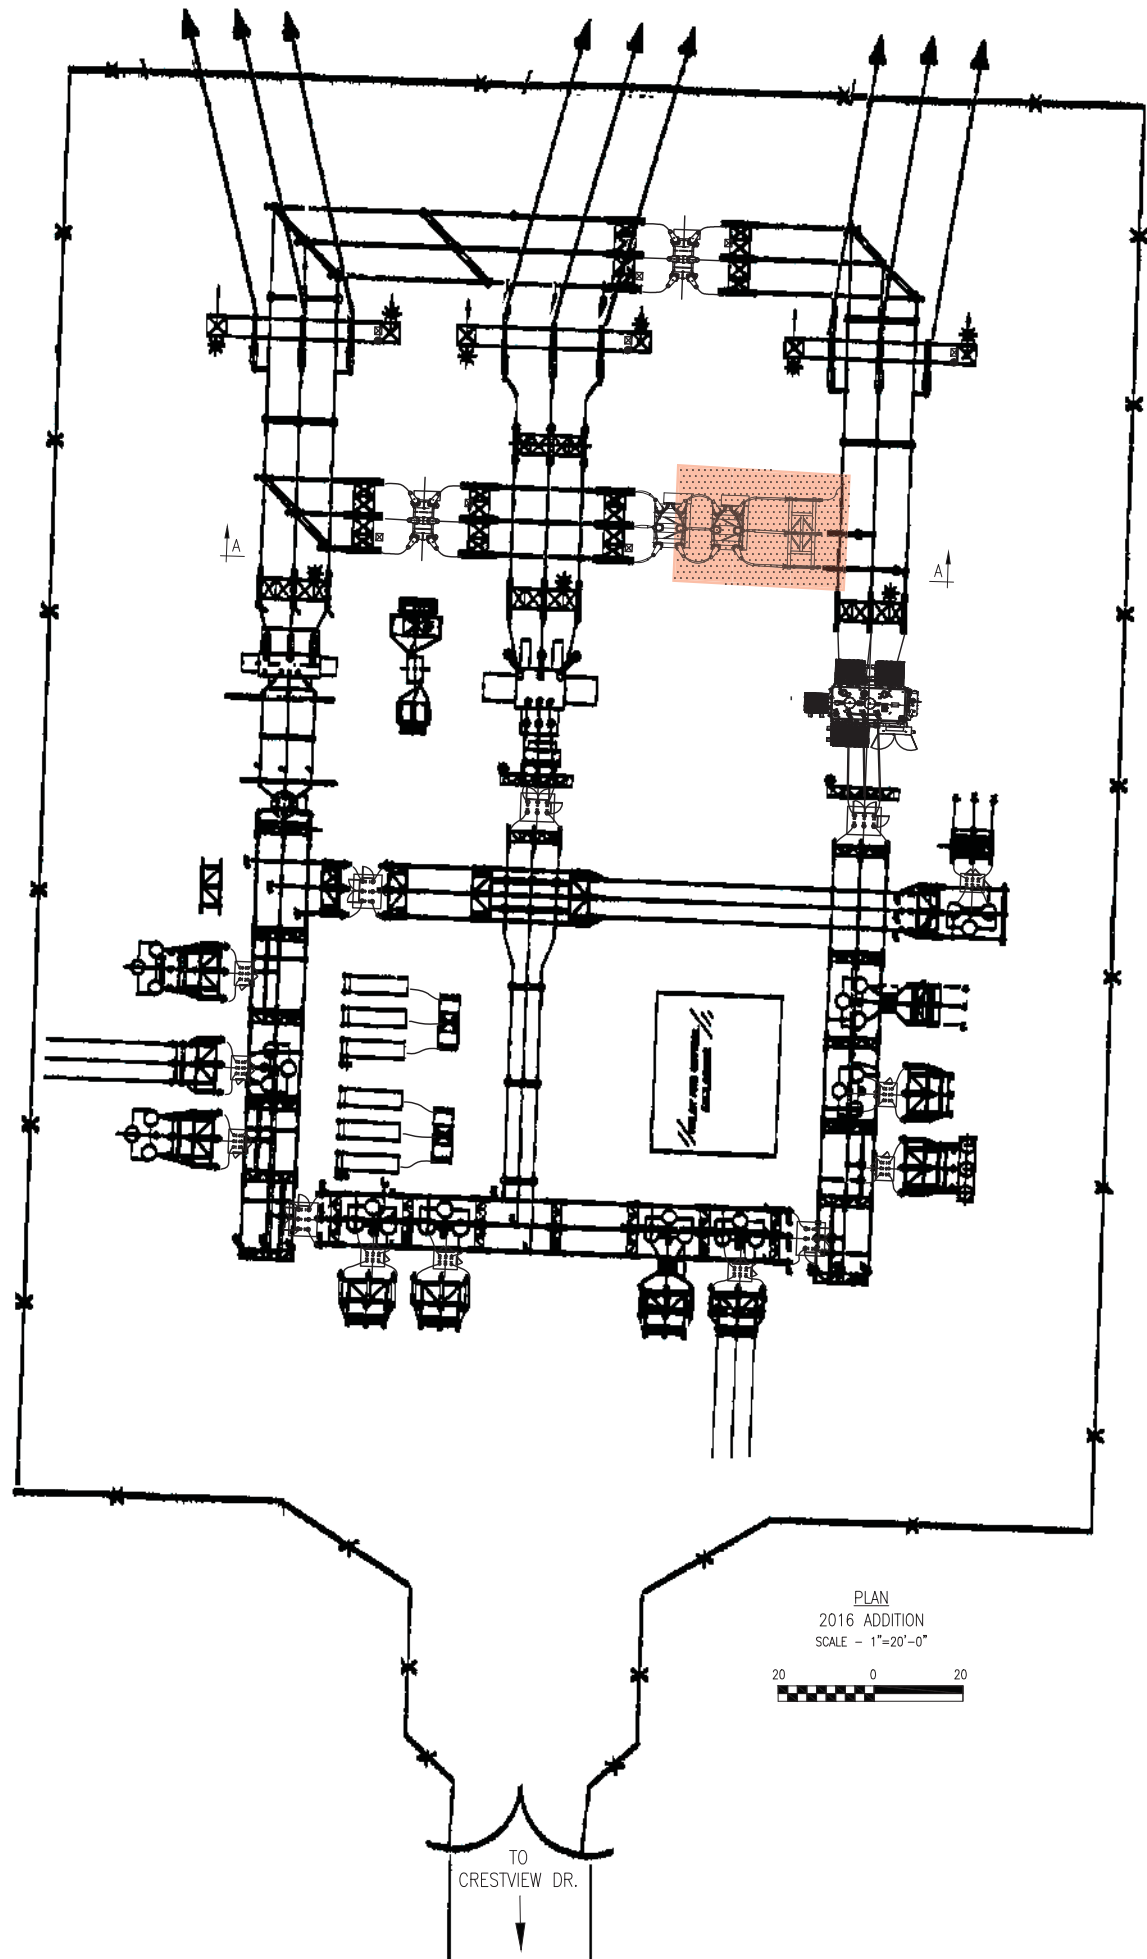 A
A
PLAN
2016 ADDITION
SCALE - 1"=20'-0"
20 0 20
TO
CRESTVIEW DR.